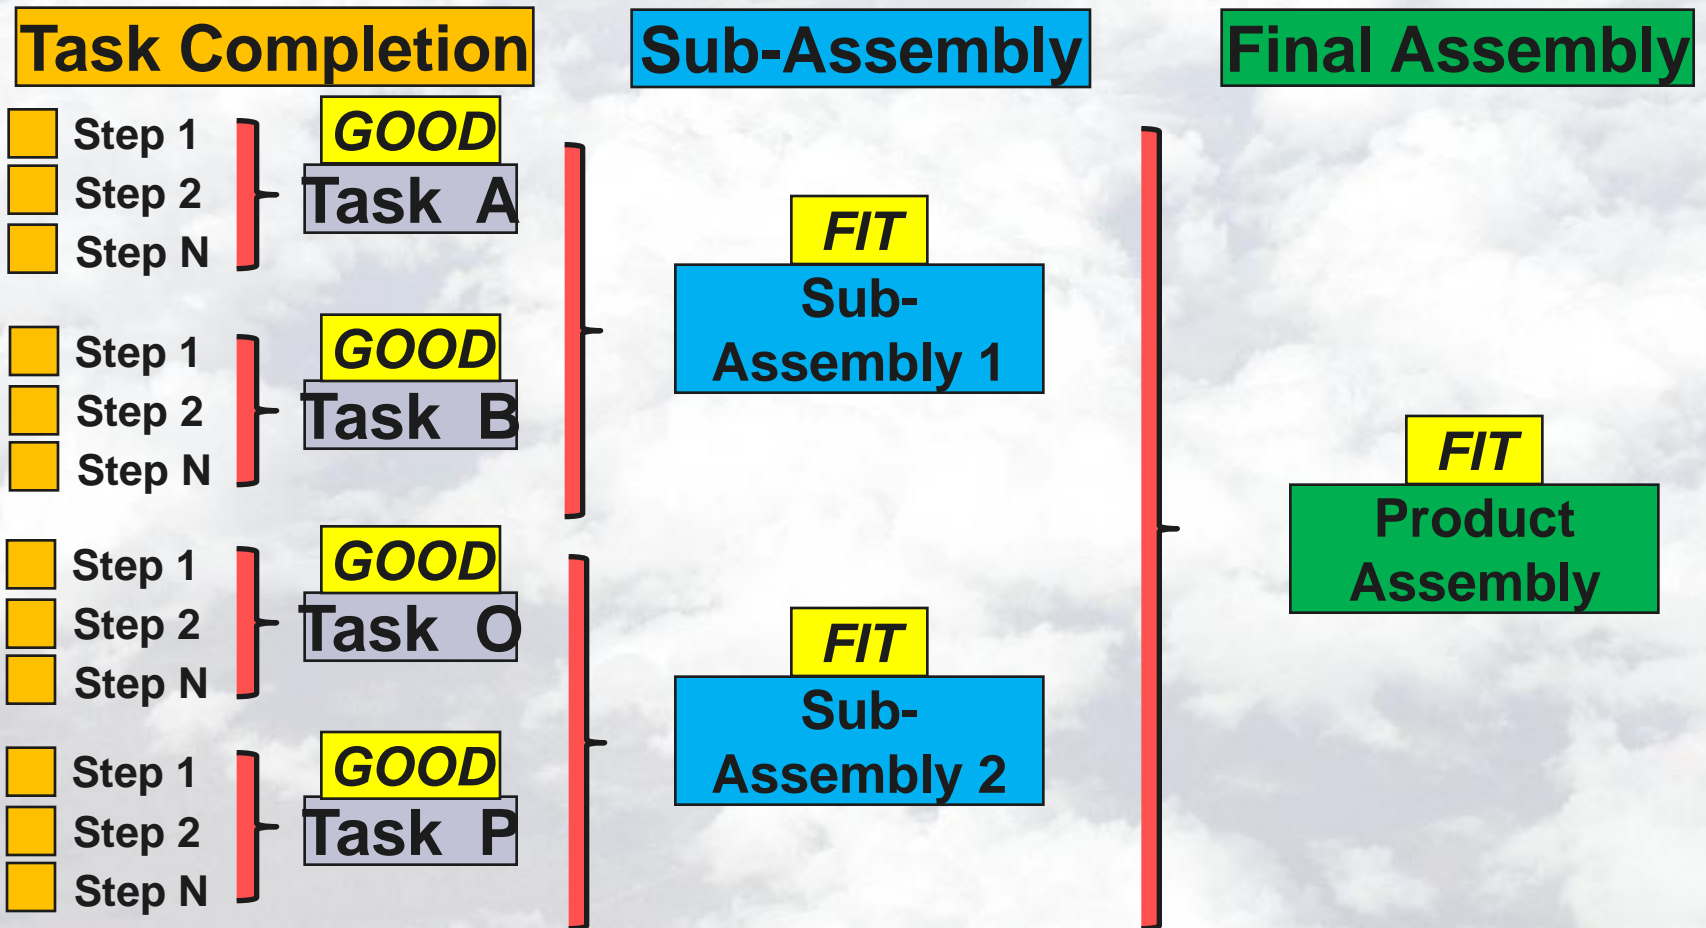 Task Completion
Sub-Assembly
Final Assembly
Step 1
Step 2
Step N
GOOD
Task A
Step 1
Step 2
Step N
GOOD
Task B
Step 1
Step 2
Step N
GOOD
Task O
Step 1
Step 2
Step N
GOOD
Task P
FIT
Sub-
Assembly 1
FIT
Sub-
Assembly 2
FIT
Product
Assembly